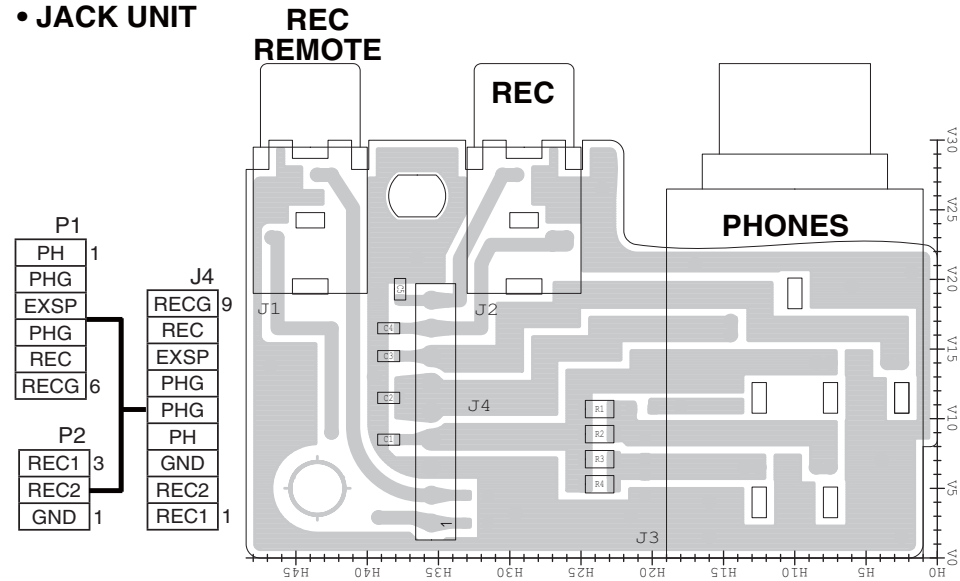 • JACK UNIT
REC
REMOTE
REC
PHONES
P1
PH 1
PHG
EXSP
PHG
REC
RECG 6
P2
REC1 3
REC2
GND 1
J4
RECG 9
REC
EXSP
PHG
PHG
PH
GND
REC2
REC1 1
J1
J2
J4
J3
C5
C4
C3
C2
C1
R1
R2
R3
R4
1
V30
V25
V20
V15
V10
V5
V0
H45
H40
H35
H30
H25
H20
H15
H10
H5
H0